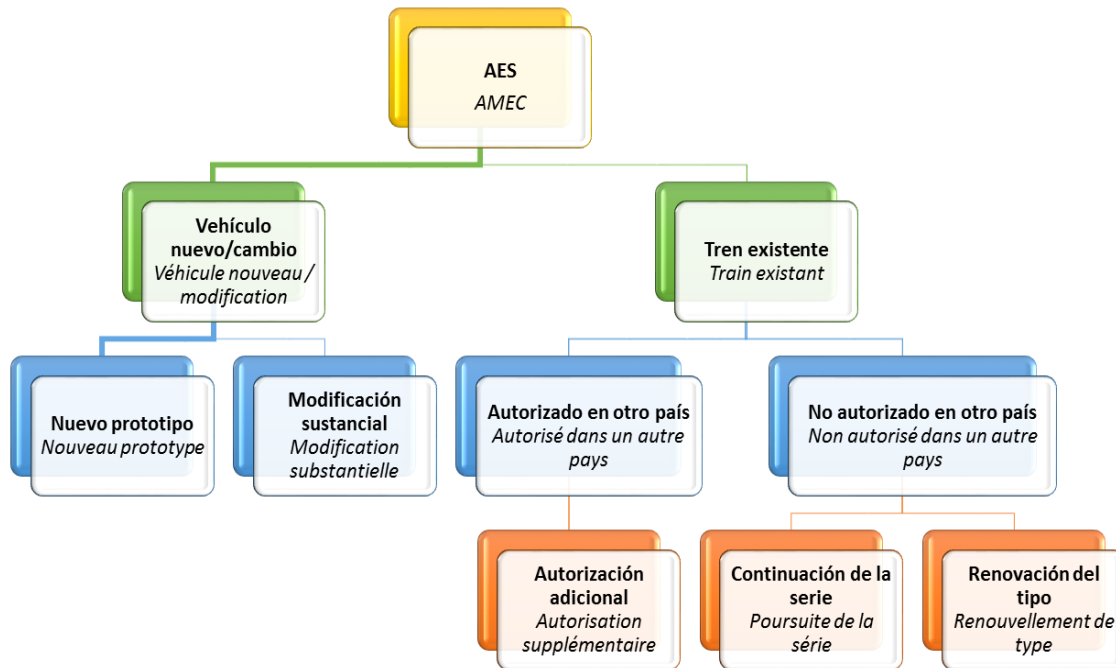 AES
AMEC
Vehículo
nuevo/cambio
Véhicule nouveau /
modification
Tren existente
Train existant
Nuevo prototipo
Nouveau prototype
Modificación
sustancial
Modification
substantielle
Autorizado en otro país
Autorisé dans un autre
pays
No autorizado en otro país
Non autorisé dans un autre
pays
Autorización
adicional
Autorisation
supplémentaire
Continuación de la
serie
Poursuite de la
série
Renovación del
tipo
Renouvellement de
type